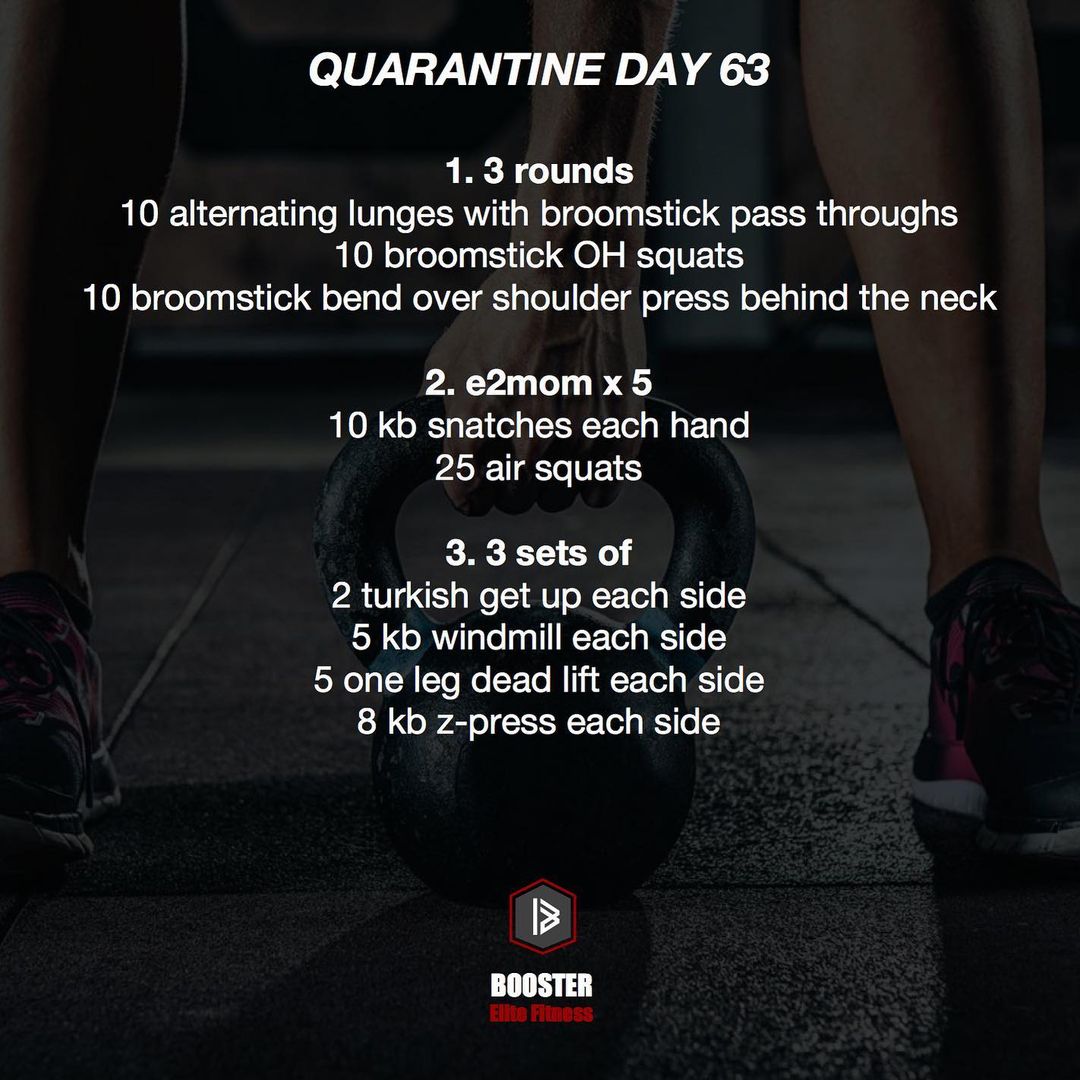 QUARANTINE DAY 63
1. 3 rounds
10 alternating lunges with broomstick pass throughs
10 broomstick OH squats
10 broomstick bend over shoulder press behind the neck
2. e2mom x 5
10 kb snatches each hand
25 air squats
3. 3 sets of
2 turkish get up each side
5 kb windmill each side
5 one leg dead lift each side
8 kb z-press each side
BOOSTER
Elite Fitness